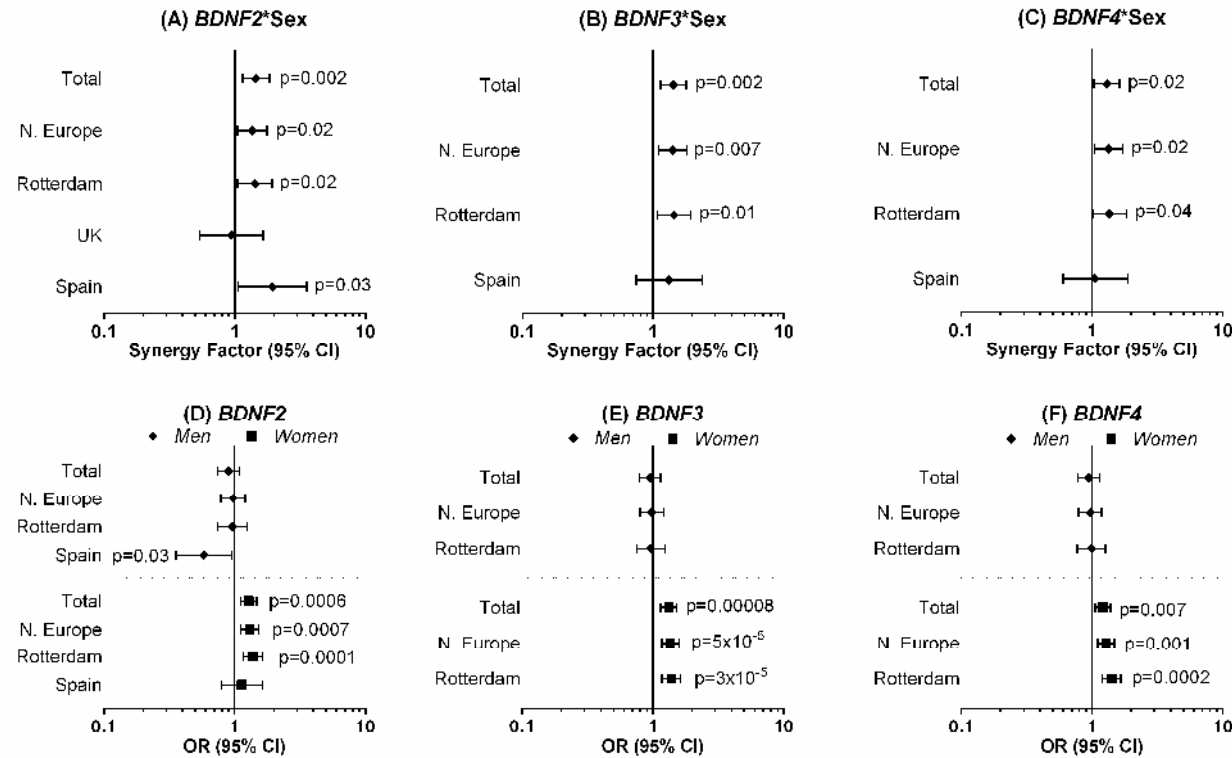 (A) BDNF2*Sex
Total
p=0.002
N. Europe
p=0.02
Rotterdam
p=0.02
UK
Spain
p=0.03
0.1 1 10
Synergy Factor (95% CI)
(B) BDNF3*Sex
Total
p=0.002
N. Europe
p=0.007
Rotterdam
p=0.01
Spain
0.1 1 10
Synergy Factor (95% CI)
(C) BDNF4*Sex
Total
p=0.02
N. Europe
p=0.02
Rotterdam
p=0.04
Spain
0.1 1 10
Synergy Factor (95% CI)
(D) BDNF2
Men Women
Total
N. Europe
Rotterdam
Spain p=0.03
Total
p=0.0006
N. Europe
p=0.0007
Rotterdam
p=0.0001
Spain
0.1 1 10
OR (95% CI)
(E) BDNF3
Men Women
Total
N. Europe
Rotterdam
Total
p=0.00008
N. Europe
p=5x10⁻⁵
Rotterdam
p=3x10⁻⁵
0.1 1 10
OR (95% CI)
(F) BDNF4
Men Women
Total
N. Europe
Rotterdam
Total
p=0.007
N. Europe
p=0.001
Rotterdam
p=0.0002
0.1 1 10
OR (95% CI)